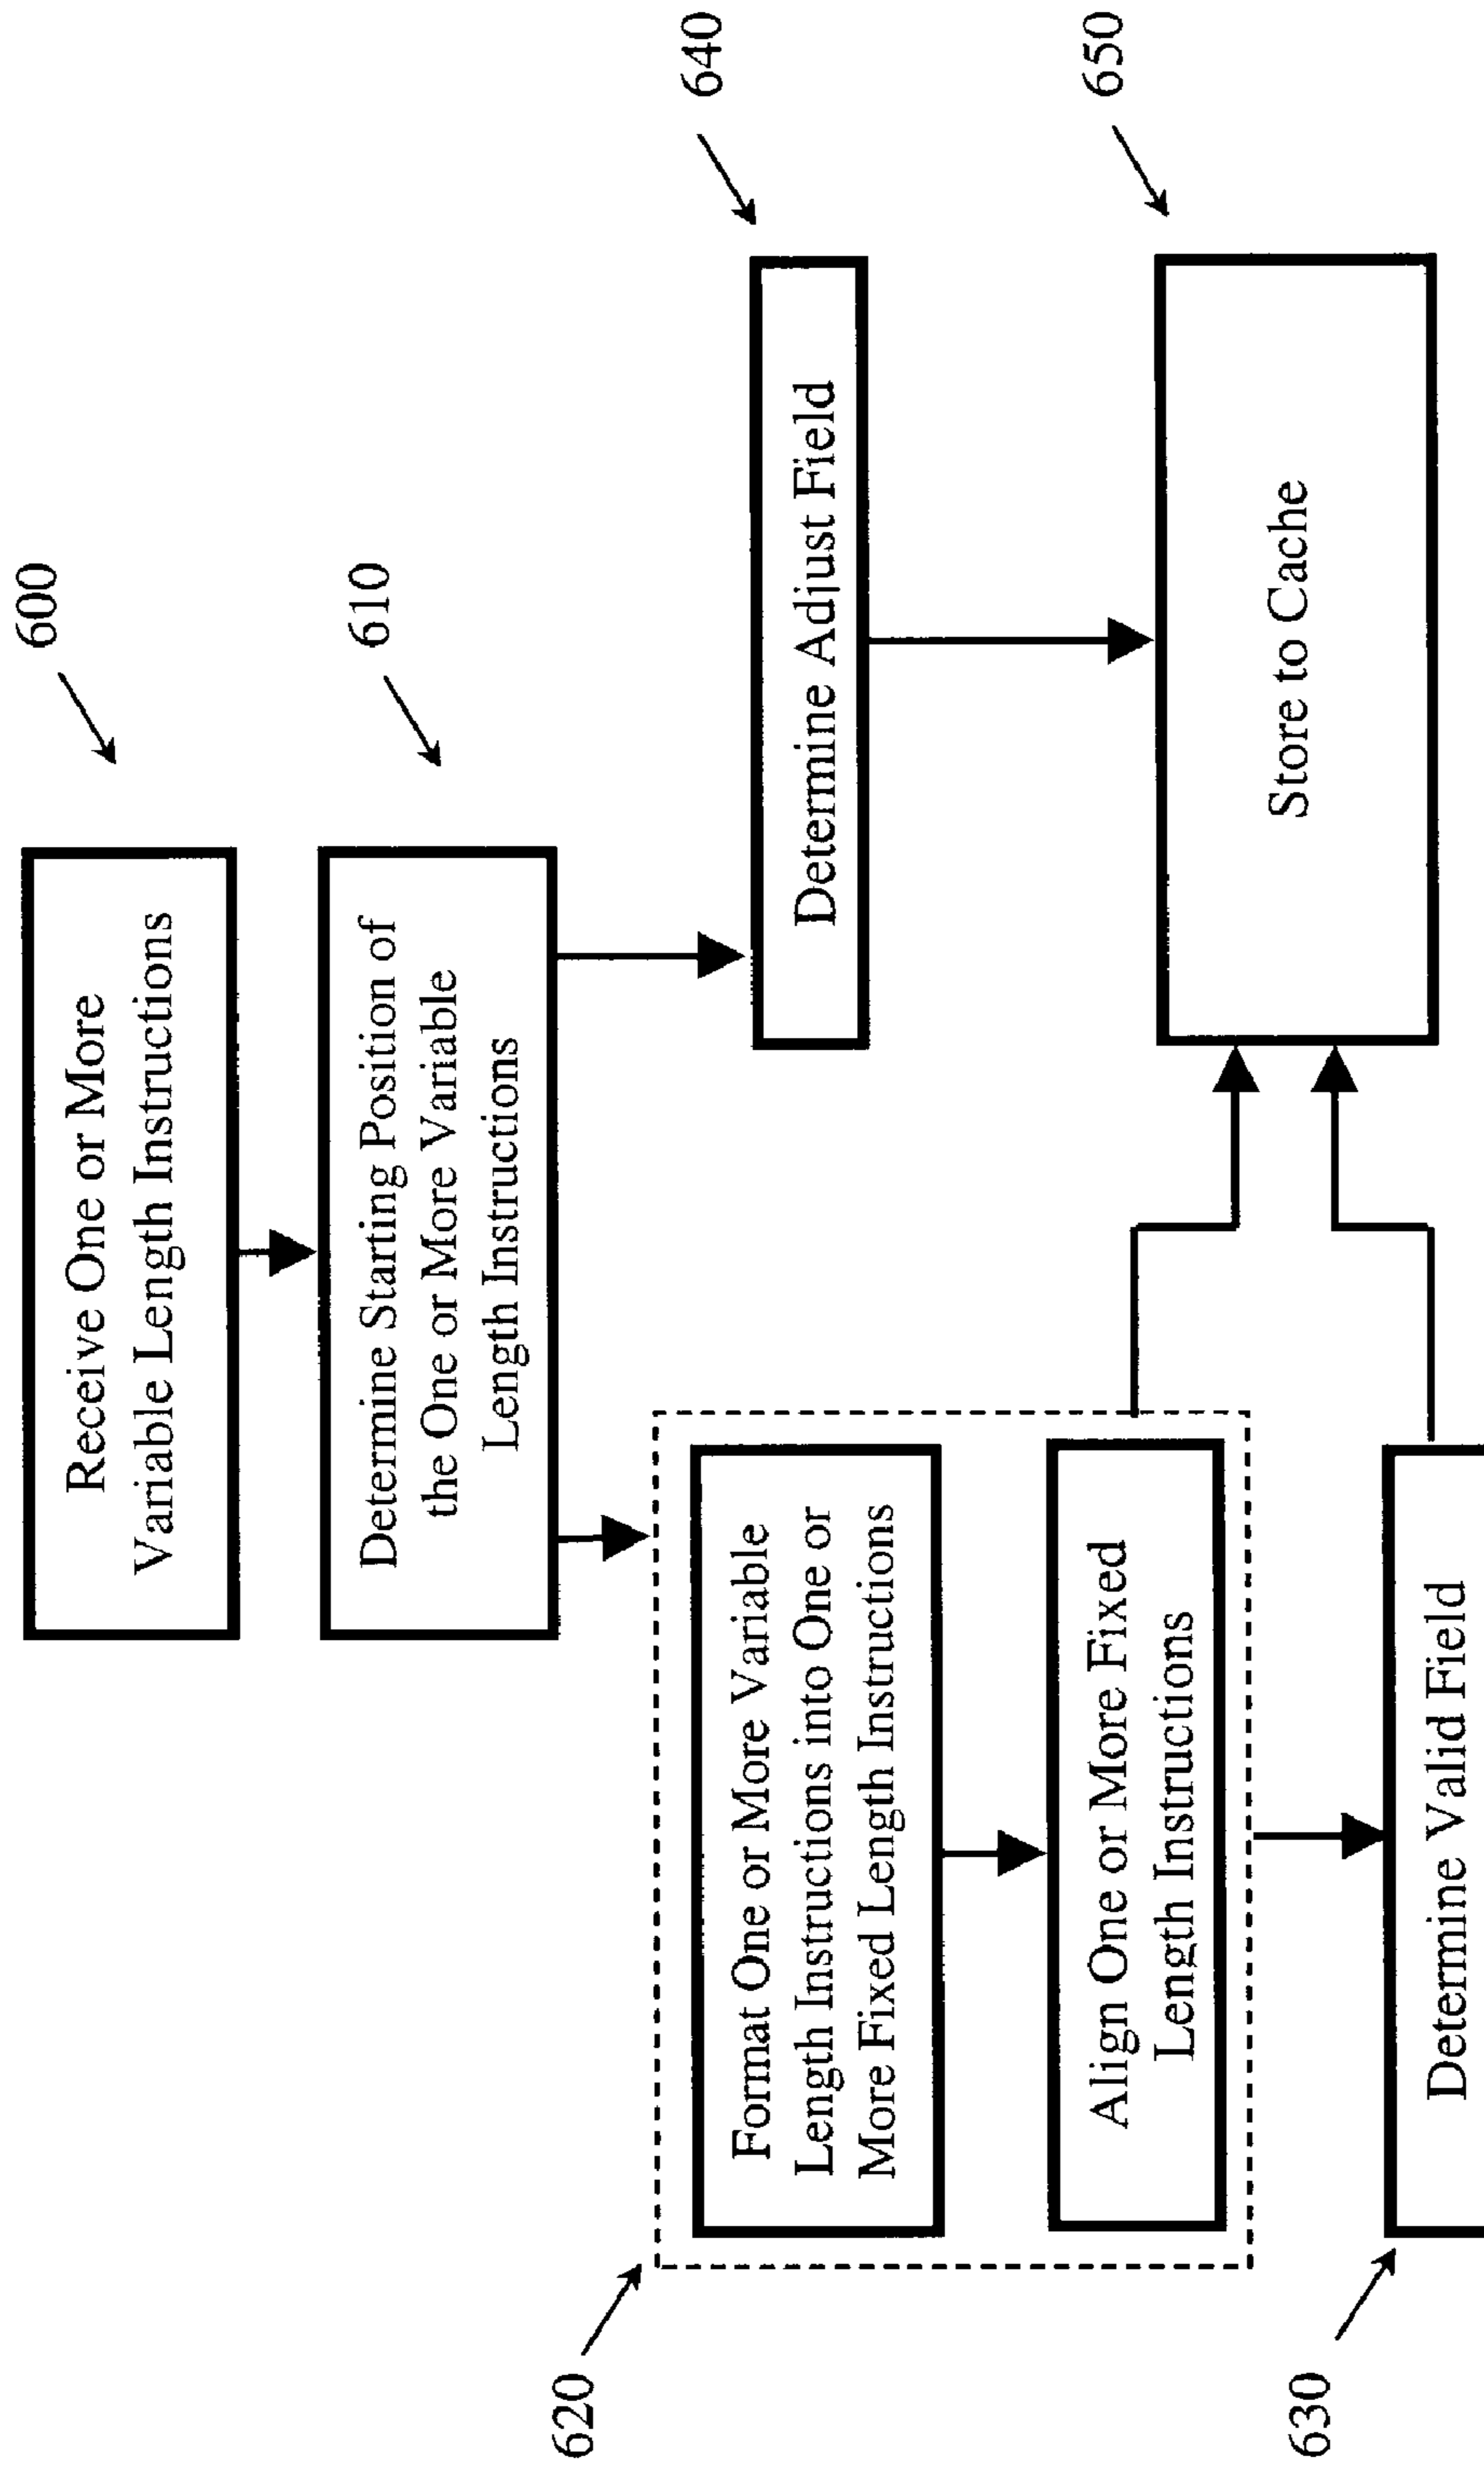 600
Receive One or More
Variable Length Instructions
610
Determine Starting Position of
the One or More Variable
Length Instructions
620
Format One or More Variable
Length Instructions into One or
More Fixed Length Instructions
Align One or More Fixed
Length Instructions
630
Determine Valid Field
640
Determine Adjust Field
650
Store to Cache